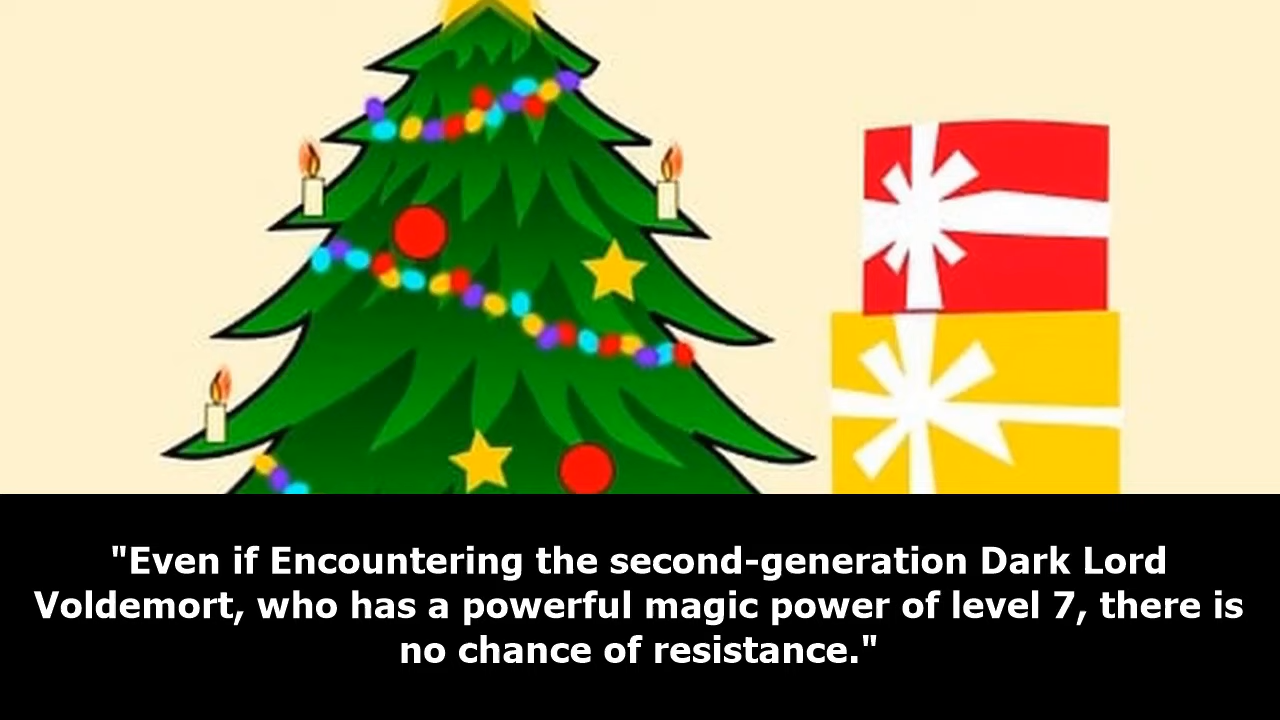 "Even if Encountering the second-generation Dark Lord
Voldemort, who has a powerful magic power of level 7, there is
no chance of resistance."